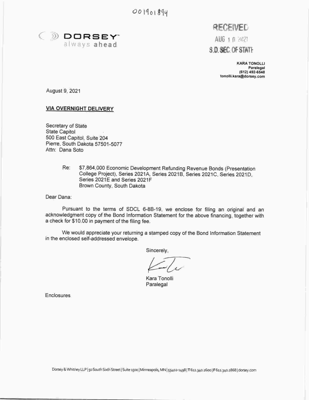 001901894
DORSEY
always ahead
RECEIVED
AUG 10 2021
S.D. SEC. OF STATE
KARA TONOLLI
Paralegal
(612) 492-6948
tonolli.kara@dorsey.com
August 9, 2021
VIA OVERNIGHT DELIVERY
Secretary of State
State Capitol
500 East Capitol, Suite 204
Pierre, South Dakota 57501-5077
Attn: Dana Soto
Re: $7,864,000 Economic Development Refunding Revenue Bonds (Presentation
College Project), Series 2021A, Series 2021B, Series 2021C, Series 2021D,
Series 2021E and Series 2021F
Brown County, South Dakota
Dear Dana:
Pursuant to the terms of SDCL 6-8B-19, we enclose for filing an original and an
acknowledgment copy of the Bond Information Statement for the above financing, together with
a check for $10.00 in payment of the filing fee.
We would appreciate your returning a stamped copy of the Bond Information Statement
in the enclosed self-addressed envelope.
Sincerely,
Kara Tonolli
Paralegal
Enclosures
Dorsey & Whitney LLP | 50 South Sixth Street | Suite 1500 | Minneapolis, MN | 55402-1498 | T 612.340.2600 | F 612.340.2868 | dorsey.com